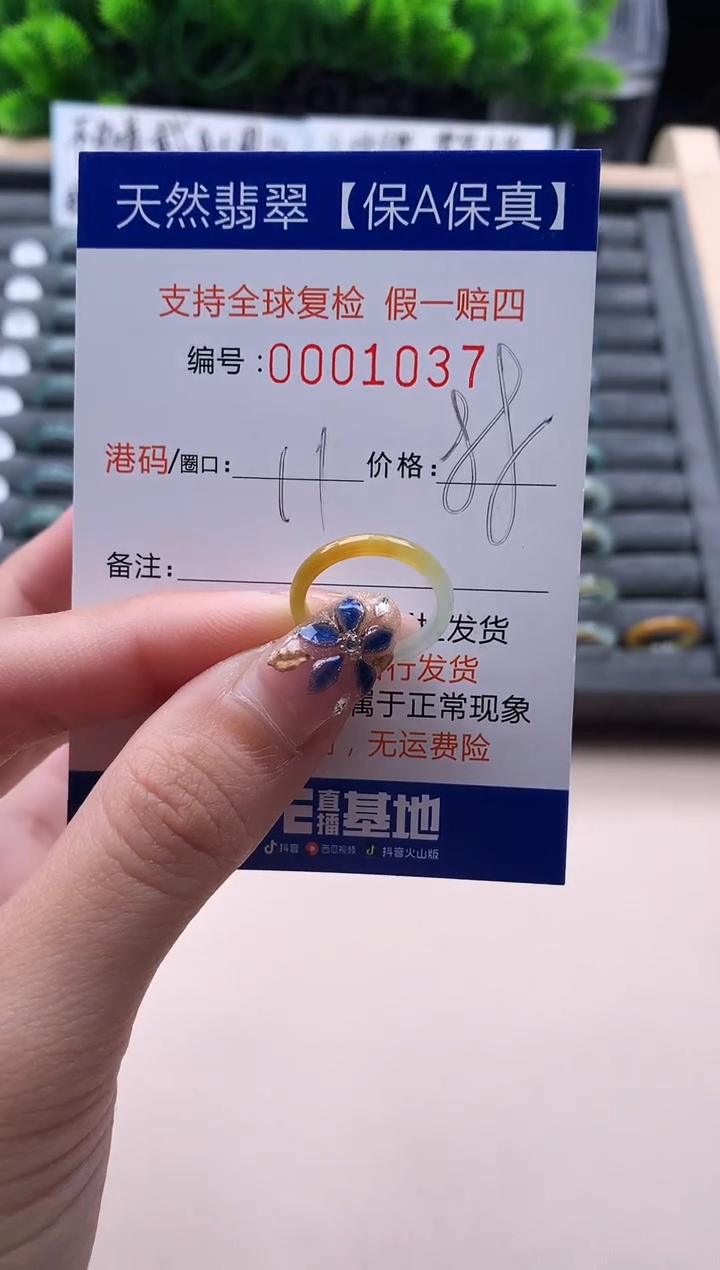 天然翡翠【保A保真】
支持全球复检 假一赔四
编号:0001037
港码/圈口: 11 价格: 88
备注:
发货
行发货
属于正常现象
,无运费险
直播基地
抖音 西瓜视频 抖音火山版